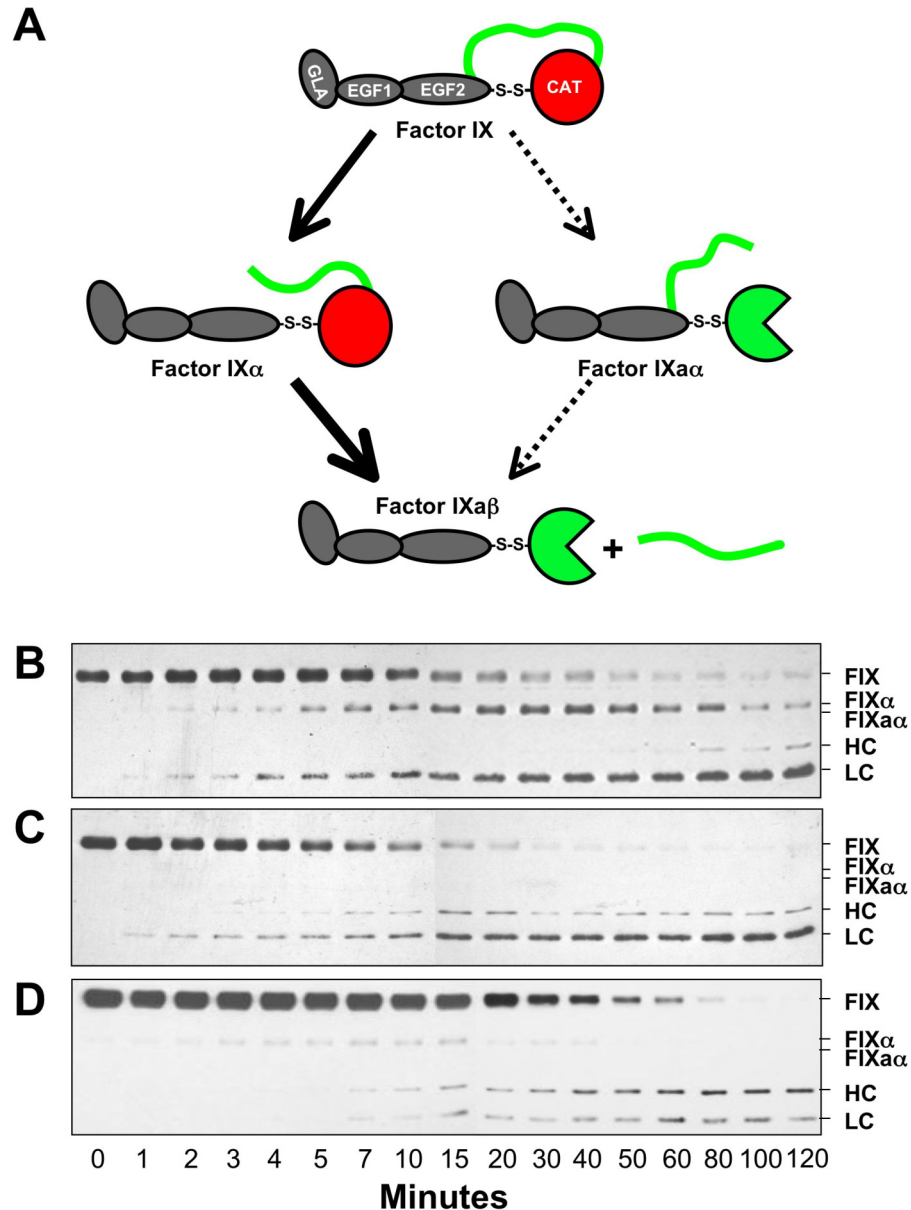 A
GLA
EGF1
EGF2
-S-S-
CAT
Factor IX
-S-S-
Factor IXα
-S-S-
Factor IXaα
Factor IXaβ
-S-S-
+
B
FIX
FIXα
FIXaα
HC
LC
C
FIX
FIXα
FIXaα
HC
LC
D
FIX
FIXα
FIXaα
HC
LC
0 1 2 3 4 5 7 10 15 20 30 40 50 60 80 100 120
Minutes